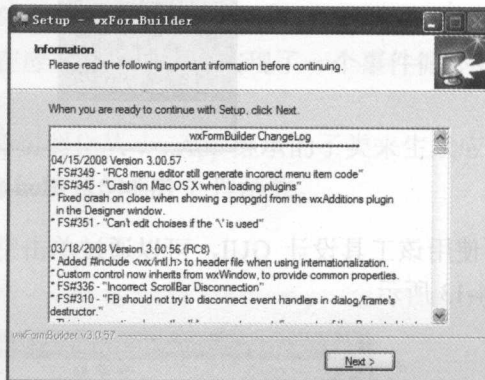 Setup - wxFormBuilder
Information
Please read the following important information before continuing.
When you are ready to continue with Setup, click Next.
wxFormBuilder ChangeLog
04/15/2008 Version 3.00.57
* FS#349 - "RC8 menu editor still generate incorect menu item code"
* FS#345 - "Crash on Mac OS X when loading plugins"
* Fixed crash on close when showing a propgrid from the wxAdditions plugin
in the Designer window.
* FS#351 - "Can't edit choises if the '\' is used"
03/18/2008 Version 3.00.56 (RC8)
* Added #include <wx/intl.h> to header file when using internationalization.
* Custom control now inherits from wxWindow, to provide common properties.
* FS#336 - "Incorrect ScrollBar Disconnection"
* FS#310 - "FB should not try to disconnect event handlers in dialog/frame's
destructor."
wxFormBuilder v3.0.57
Next >